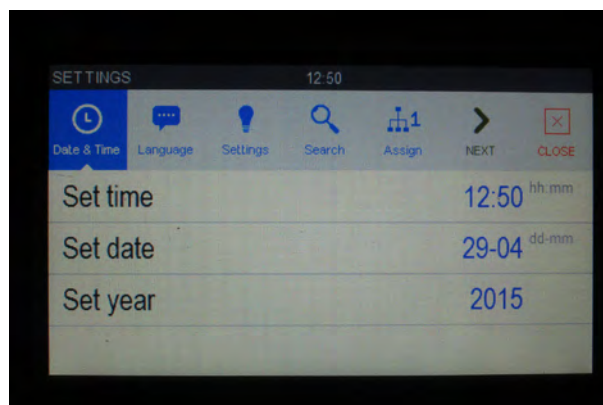 SETTINGS 12:50
Date & Time Language Settings Search 1 Assign NEXT CLOSE
Set time 12:50 hh:mm
Set date 29-04 dd-mm
Set year 2015